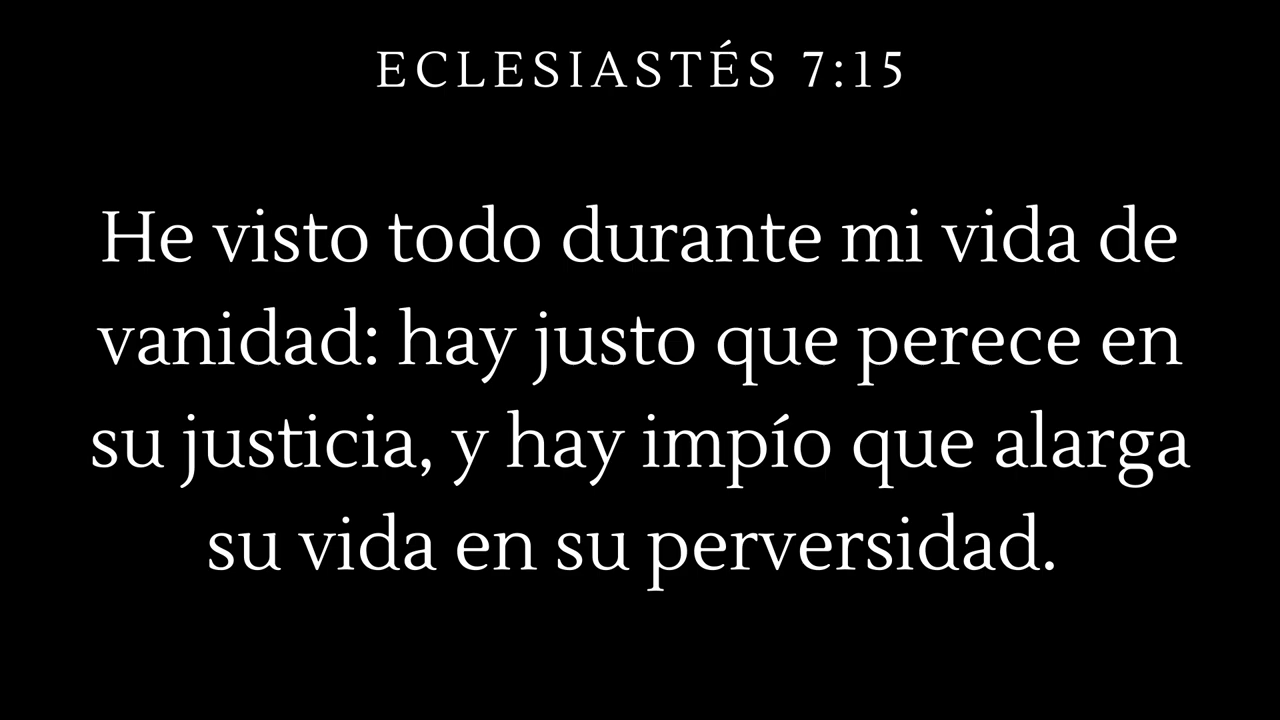 ECLESIASTÉS 7:15
He visto todo durante mi vida de
vanidad: hay justo que perece en
su justicia, y hay impío que alarga
su vida en su perversidad.